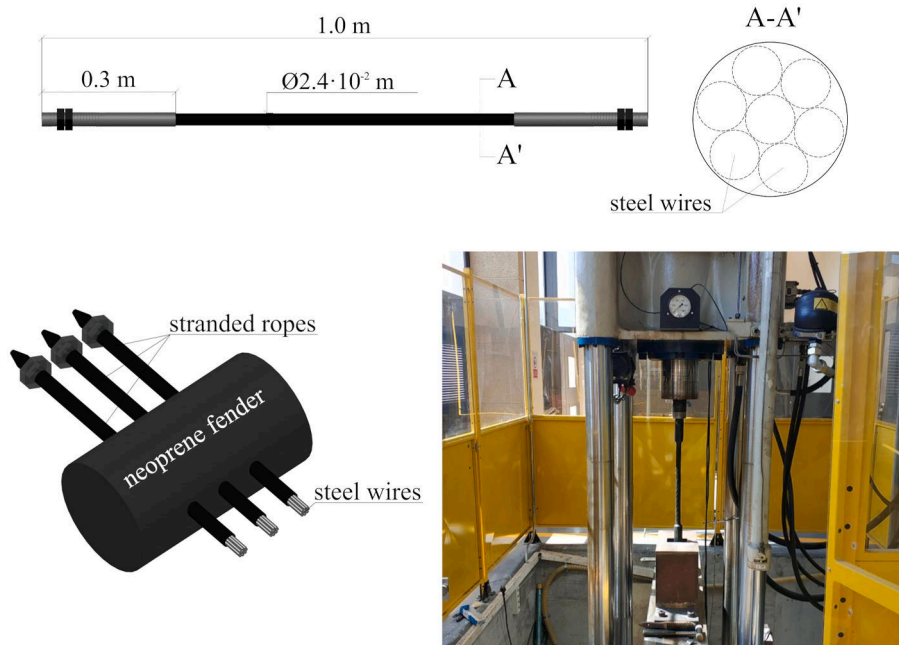 1.0 m
A-A'
0.3 m
Ø2.4·10⁻² m
A
A'
steel wires
stranded ropes
neoprene fender
steel wires